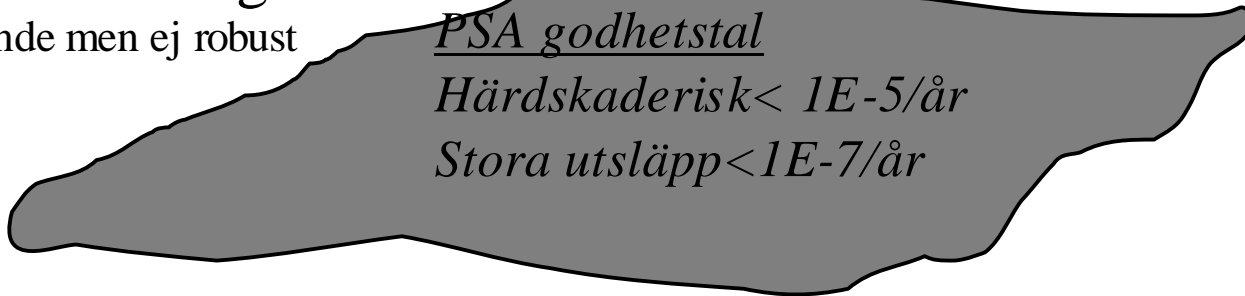 nde men ej robust
PSA godhetstal
Härdskaderisk< 1E-5/år
Stora utsläpp<1E-7/år